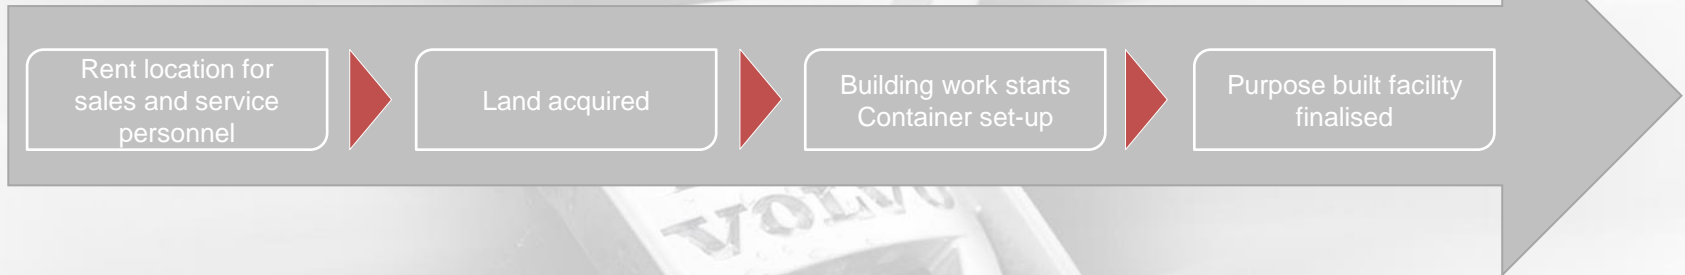 Rent location for
sales and service
personnel
Land acquired
Building work starts
Container set-up
Purpose built facility
finalised
VOLVO